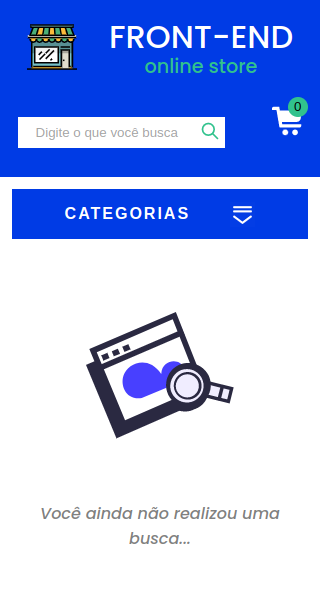 FRONT-END
online store
Digite o que você busca
0
CATEGORIAS
Você ainda não realizou uma
busca...